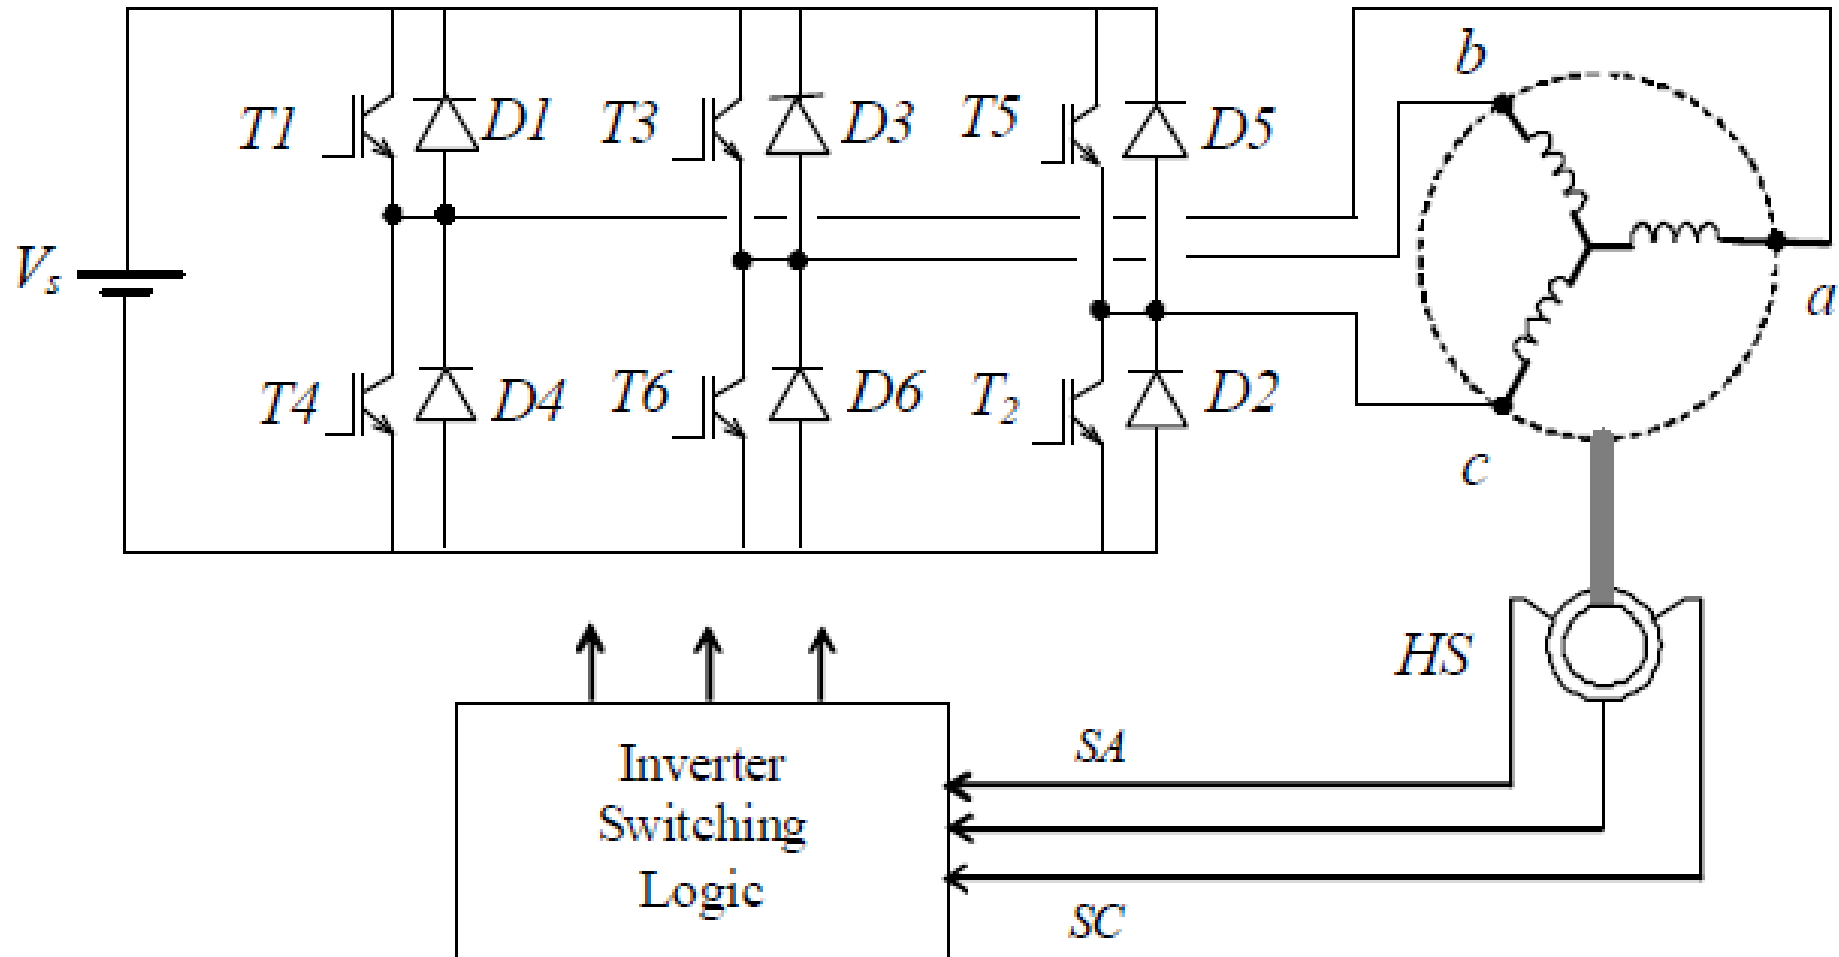 b
T1 D1 T3 D3 T5 D5
Vs
a
T4 D4 T6 D6 T2 D2
c
HS
SA
Inverter
Switching
Logic
SC